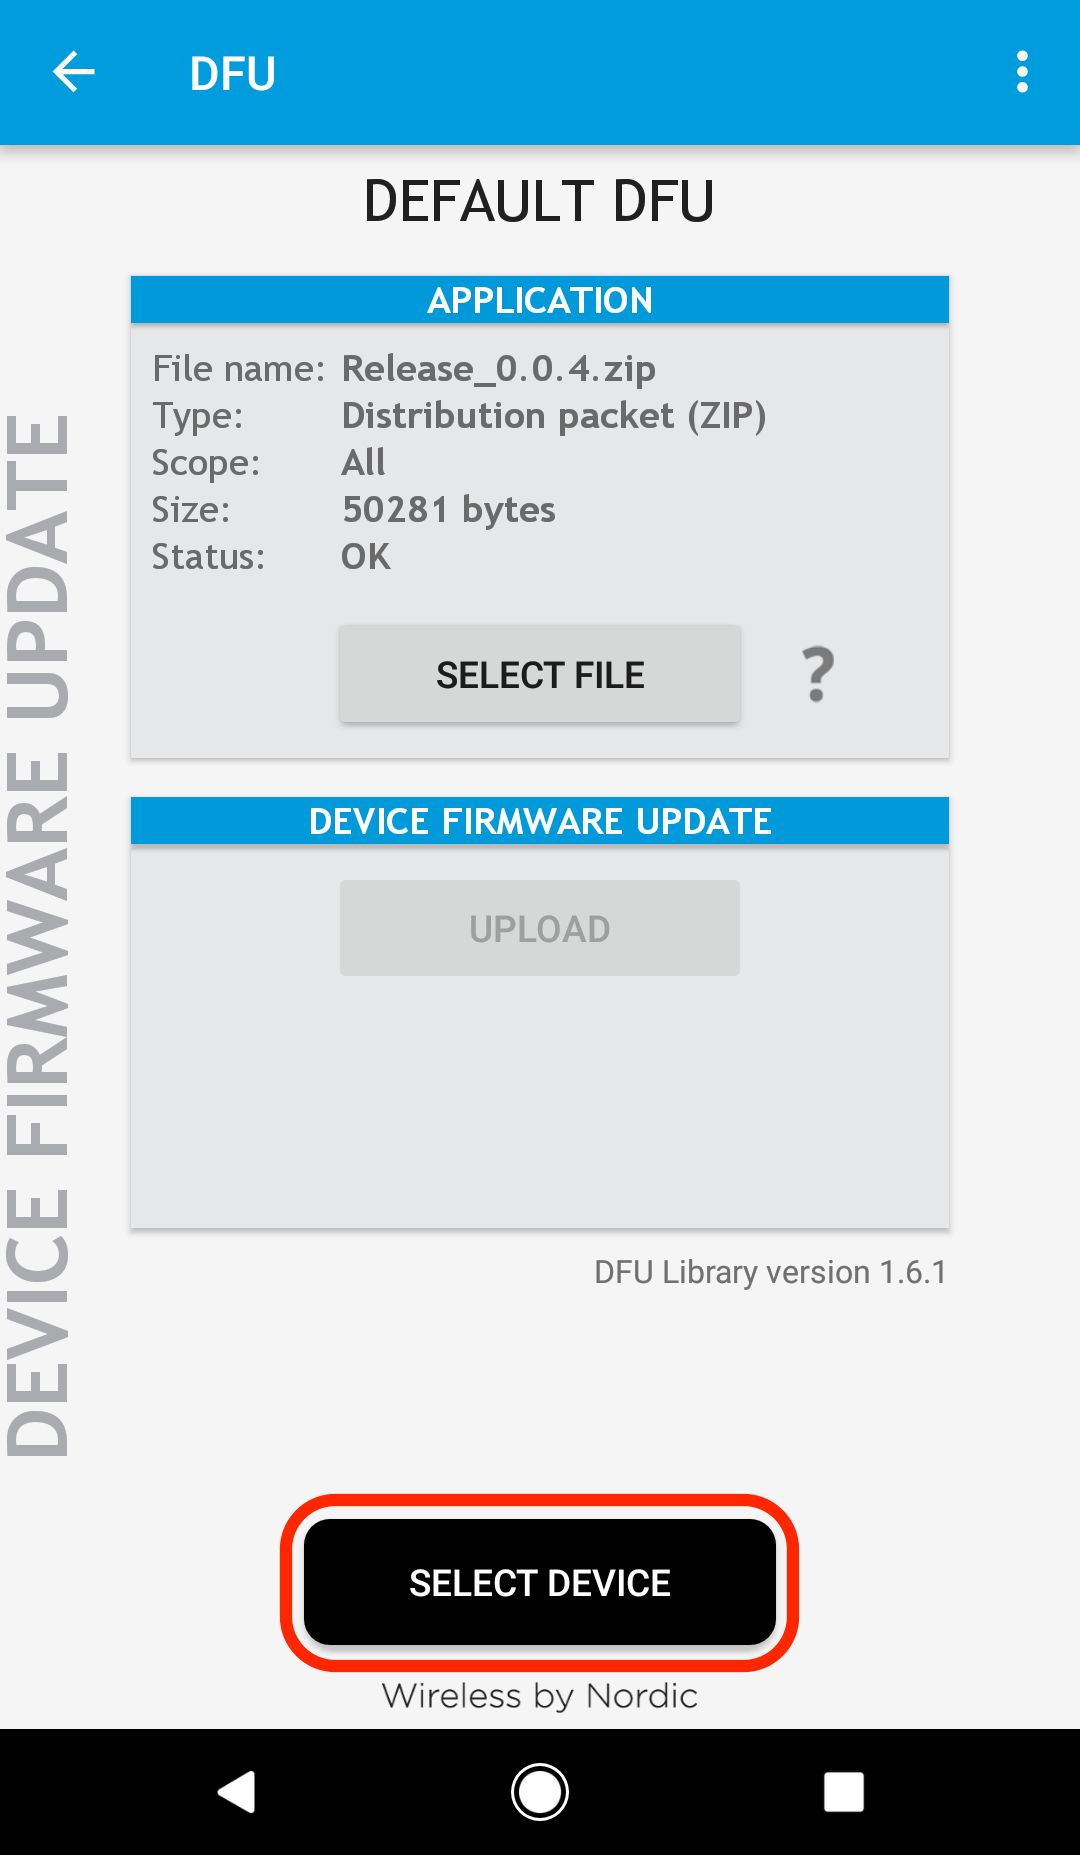 DFU
DEFAULT DFU
APPLICATION
File name: Release_0.0.4.zip
Type: Distribution packet (ZIP)
Scope: All
Size: 50281 bytes
Status: OK
SELECT FILE ?
DEVICE FIRMWARE UPDATE
UPLOAD
DFU Library version 1.6.1
DEVICE FIRMWARE UPDATE
SELECT DEVICE
Wireless by Nordic